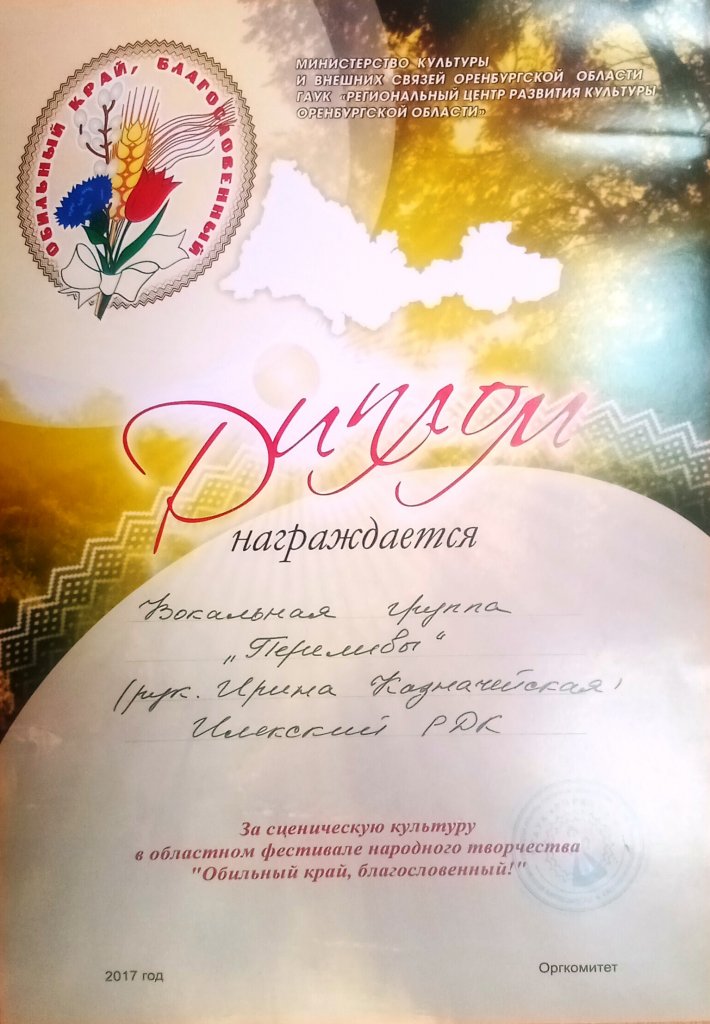 ОБИЛЬНЫЙ КРАЙ, БЛАГОСЛОВЕННЫЙ
МИНИСТЕРСТВО КУЛЬТУРЫ
И ВНЕШНИХ СВЯЗЕЙ ОРЕНБУРГСКОЙ ОБЛАСТИ
ГАУК «РЕГИОНАЛЬНЫЙ ЦЕНТР РАЗВИТИЯ КУЛЬТУРЫ
ОРЕНБУРГСКОЙ ОБЛАСТИ»
Диплом
награждается
Вокальная группа
„Переливы“
(рук. Ирина Казначейская)
Илекский РДК
За сценическую культуру
в областном фестивале народного творчества
"Обильный край, благословенный!"
2017 год
Оргкомитет